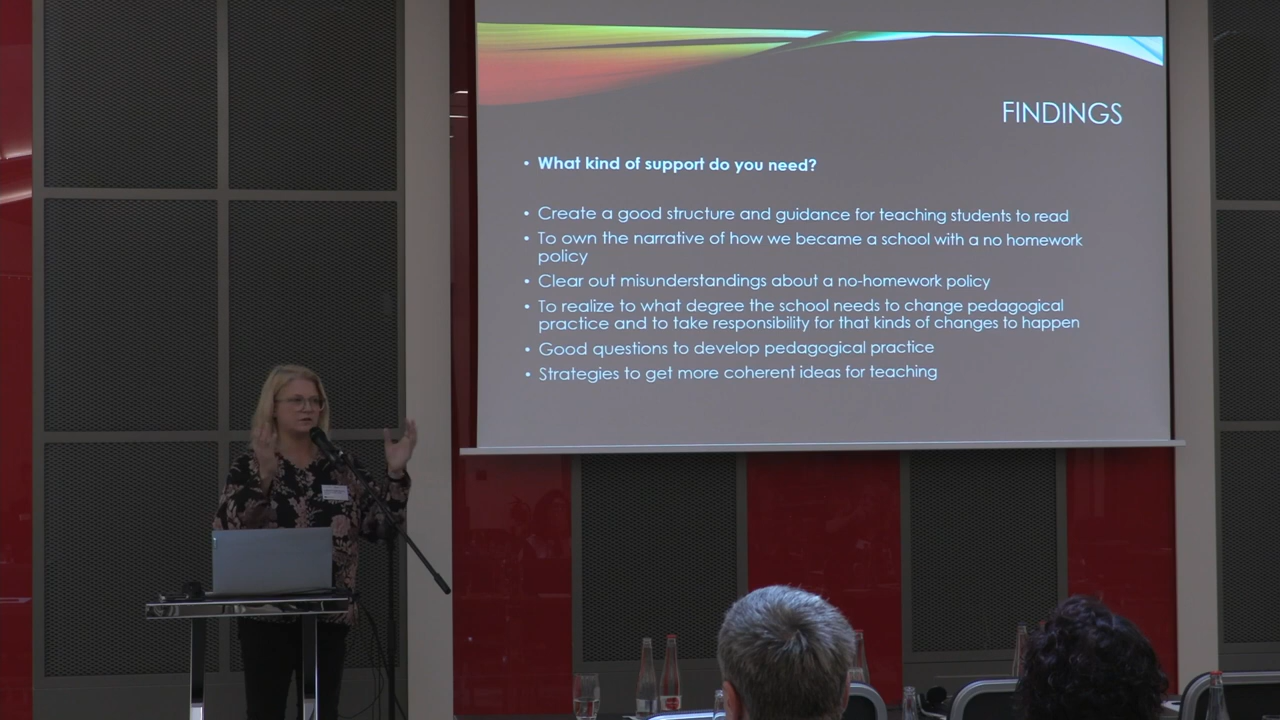 FINDINGS
• What kind of support do you need?
• Create a good structure and guidance for teaching students to read
• To own the narrative of how we became a school with a no homework
policy
• Clear out misunderstandings about a no-homework policy
• To realize to what degree the school needs to change pedagogical
practice and to take responsibility for that kinds of changes to happen
• Good questions to develop pedagogical practice
• Strategies to get more coherent ideas for teaching